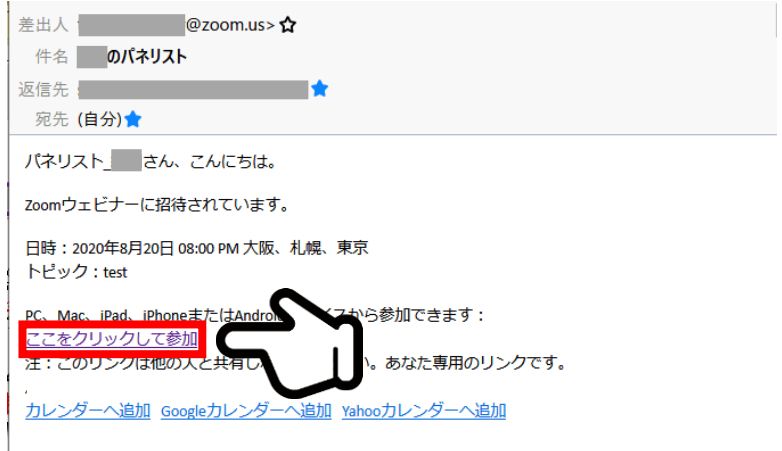 差出人 @zoom.us>
件名 のパネリスト
返信先
宛先 (自分)
パネリスト_ さん、こんにちは。
Zoomウェビナーに招待されています。
日時：2020年8月20日 08:00 PM 大阪、札幌、東京
トピック：test
PC、Mac、iPad、iPhoneまたはAndroid から参加できます：
ここをクリックして参加
注：このリンクは他の人と共有し い。あなた専用のリンクです。
カレンダーへ追加 Googleカレンダーへ追加 Yahooカレンダーへ追加